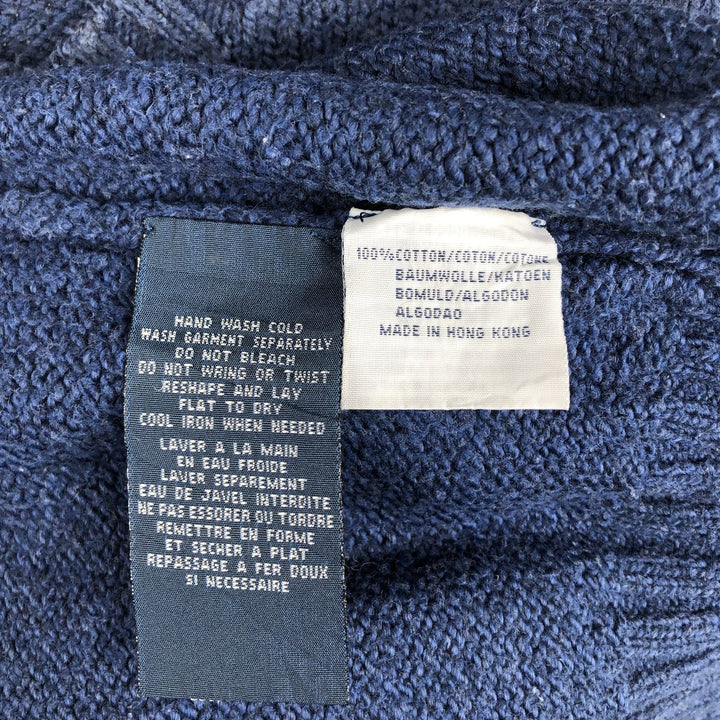 HAND WASH COLD
WASH GARMENT SEPARATELY
DO NOT BLEACH
DO NOT WRING OR TWIST
RESHAPE AND LAY
FLAT TO DRY
COOL IRON WHEN NEEDED
LAVER A LA MAIN
EN EAU FROIDE
LAVER SEPAREMENT
EAU DE JAVEL INTERDITE
NE PAS ESSORER OU TORDRE
REMETTRE EN FORME
ET SECHER A PLAT
REPASSAGE A FER DOUX
SI NECESSAIRE
100%COTTON/COTON/COTONE
BAUMWOLLE/KATOEN
BOMULD/ALGODON
ALGODAO
MADE IN HONG KONG